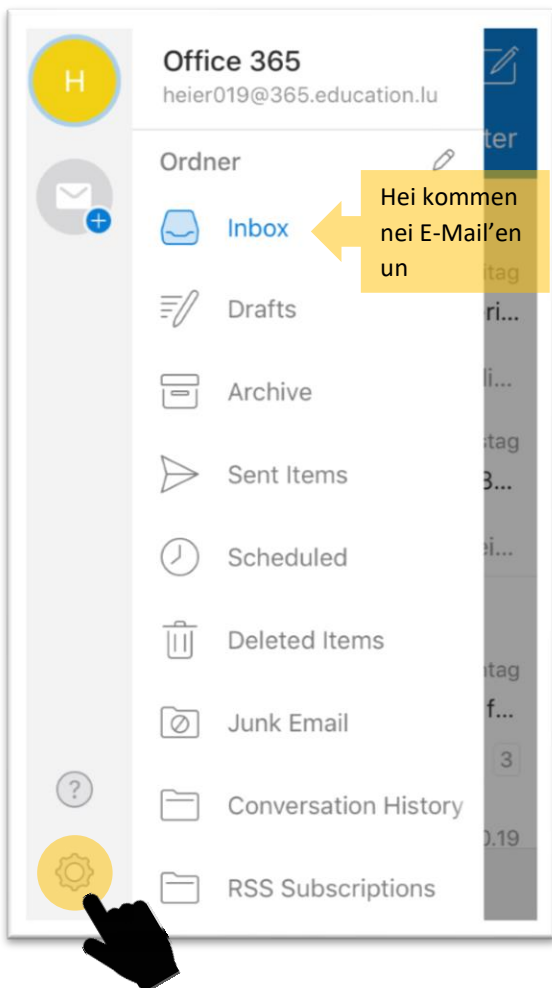 H
Office 365
heier019@365.education.lu
Ordner
Inbox
Hei kommen
nei E-Mail'en
un
Drafts
Archive
Sent Items
Scheduled
Deleted Items
Junk Email
3
?
Conversation History
RSS Subscriptions